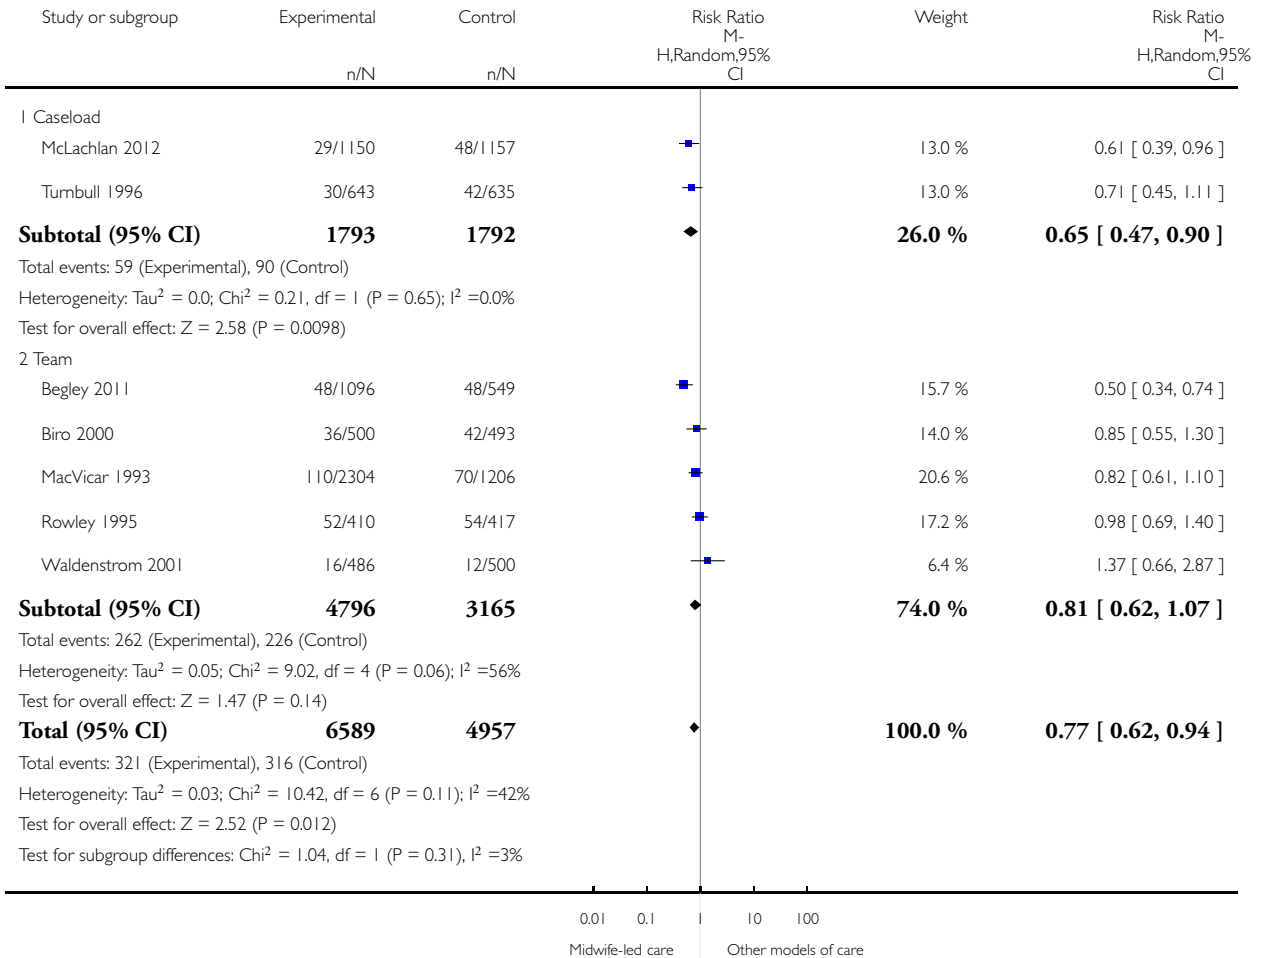 Study or subgroup Experimental Control Risk Ratio Weight Risk Ratio
M- M-
H,Random,95% H,Random,95%
n/N n/N CI CI
1 Caseload
McLachlan 2012 29/1150 48/1157 13.0 % 0.61 [ 0.39, 0.96 ]
Turnbull 1996 30/643 42/635 13.0 % 0.71 [ 0.45, 1.11 ]
Subtotal (95% CI) 1793 1792 26.0 % 0.65 [ 0.47, 0.90 ]
Total events: 59 (Experimental), 90 (Control)
Heterogeneity: Tau² = 0.0; Chi² = 0.21, df = 1 (P = 0.65); I² =0.0%
Test for overall effect: Z = 2.58 (P = 0.0098)
2 Team
Begley 2011 48/1096 48/549 15.7 % 0.50 [ 0.34, 0.74 ]
Biro 2000 36/500 42/493 14.0 % 0.85 [ 0.55, 1.30 ]
MacVicar 1993 110/2304 70/1206 20.6 % 0.82 [ 0.61, 1.10 ]
Rowley 1995 52/410 54/417 17.2 % 0.98 [ 0.69, 1.40 ]
Waldenstrom 2001 16/486 12/500 6.4 % 1.37 [ 0.66, 2.87 ]
Subtotal (95% CI) 4796 3165 74.0 % 0.81 [ 0.62, 1.07 ]
Total events: 262 (Experimental), 226 (Control)
Heterogeneity: Tau² = 0.05; Chi² = 9.02, df = 4 (P = 0.06); I² =56%
Test for overall effect: Z = 1.47 (P = 0.14)
Total (95% CI) 6589 4957 100.0 % 0.77 [ 0.62, 0.94 ]
Total events: 321 (Experimental), 316 (Control)
Heterogeneity: Tau² = 0.03; Chi² = 10.42, df = 6 (P = 0.11); I² =42%
Test for overall effect: Z = 2.52 (P = 0.012)
Test for subgroup differences: Chi² = 1.04, df = 1 (P = 0.31), I² =3%
0.01 0.1 1 10 100
Midwife-led care Other models of care